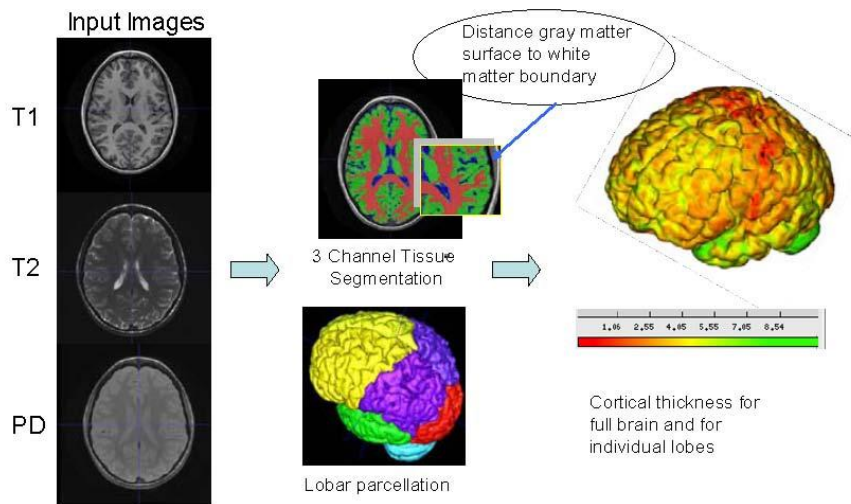 Input Images
T1
T2
PD
3 Channel Tissue
Segmentation
Lobar parcellation
Distance gray matter
surface to white
matter boundary
1.06 2.55 4.05 5.55 7.05 8.54
Cortical thickness for
full brain and for
individual lobes